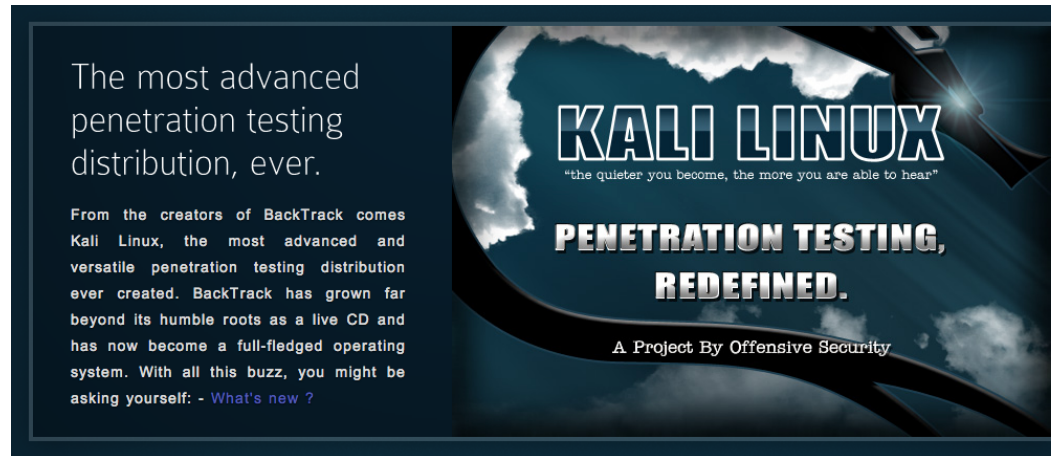 The most advanced
penetration testing
distribution, ever.
From the creators of BackTrack comes
Kali Linux, the most advanced and
versatile penetration testing distribution
ever created. BackTrack has grown far
beyond its humble roots as a live CD and
has now become a full-fledged operating
system. With all this buzz, you might be
asking yourself: - What's new ?
KALI LINUX
“the quieter you become, the more you are able to hear”
PENETRATION TESTING,
REDEFINED.
A Project By Offensive Security